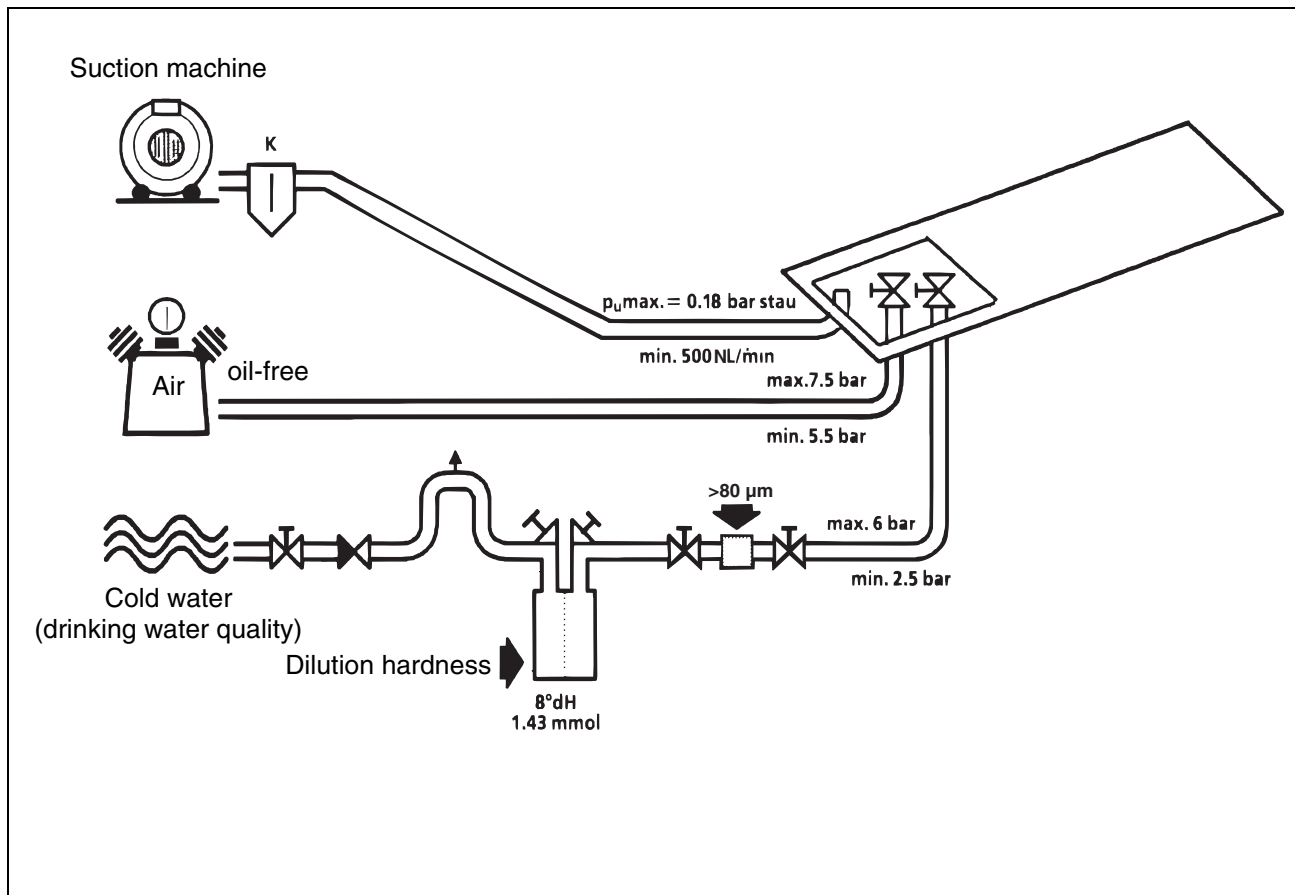 Suction machine
K
pumax. = 0.18 bar stau
min. 500 NL/min
Air
oil-free
max.7.5 bar
min. 5.5 bar
>80 µm
max. 6 bar
min. 2.5 bar
Cold water
(drinking water quality)
Dilution hardness
8°dH
1.43 mmol